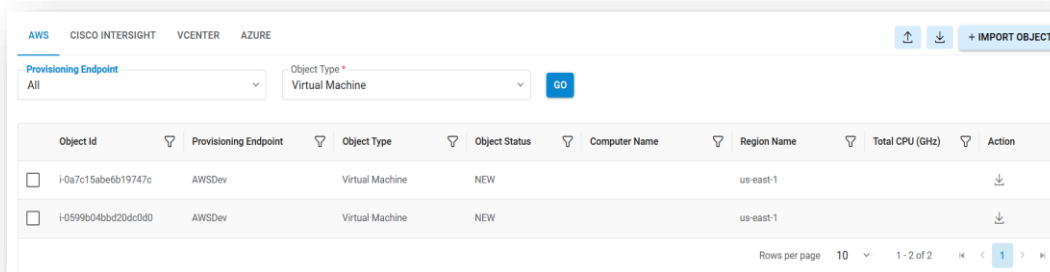 AWS CISCO INTERSIGHT VCENTER AZURE + IMPORT OBJECT
Provisioning Endpoint Object Type *
All Virtual Machine GO
Object Id Provisioning Endpoint Object Type Object Status Computer Name Region Name Total CPU (GHz) Action
i-0a7c15abe6b19747c AWSDev Virtual Machine NEW us-east-1
i-0599b04bbd20dc0d0 AWSDev Virtual Machine NEW us-east-1
Rows per page 10 1 - 2 of 2 1